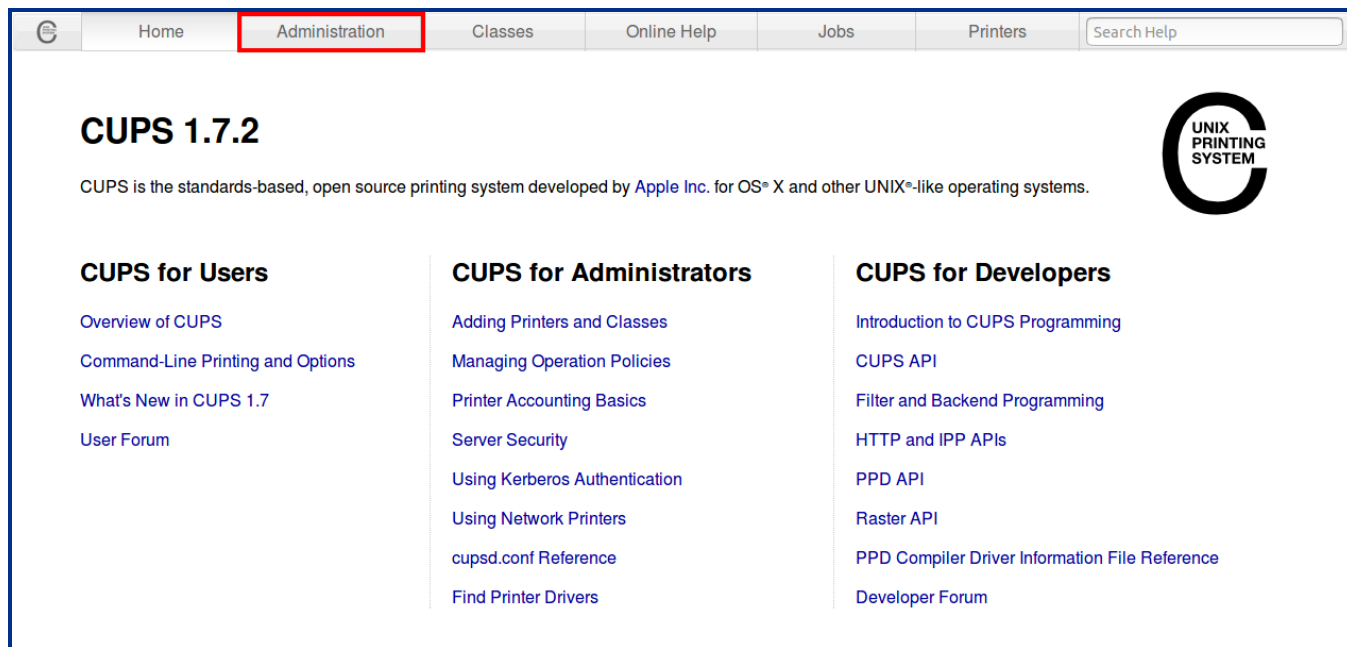 Home
Administration
Classes
Online Help
Jobs
Printers
Search Help
CUPS 1.7.2
UNIX
PRINTING
SYSTEM
CUPS is the standards-based, open source printing system developed by Apple Inc. for OS® X and other UNIX®-like operating systems.
CUPS for Users
Overview of CUPS
Command-Line Printing and Options
What's New in CUPS 1.7
User Forum
CUPS for Administrators
Adding Printers and Classes
Managing Operation Policies
Printer Accounting Basics
Server Security
Using Kerberos Authentication
Using Network Printers
cupsd.conf Reference
Find Printer Drivers
CUPS for Developers
Introduction to CUPS Programming
CUPS API
Filter and Backend Programming
HTTP and IPP APIs
PPD API
Raster API
PPD Compiler Driver Information File Reference
Developer Forum